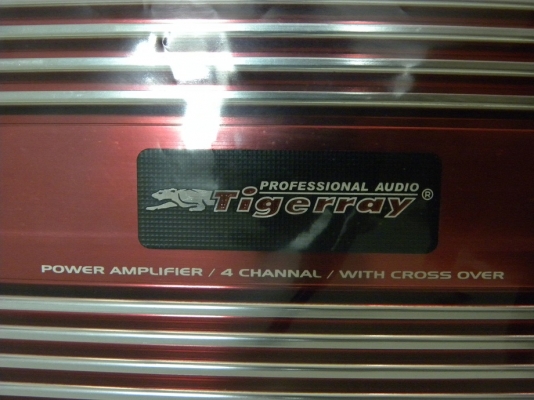 PROFESSIONAL AUDIO
Tigerray®
POWER AMPLIFIER / 4 CHANNAL / WITH CROSS OVER